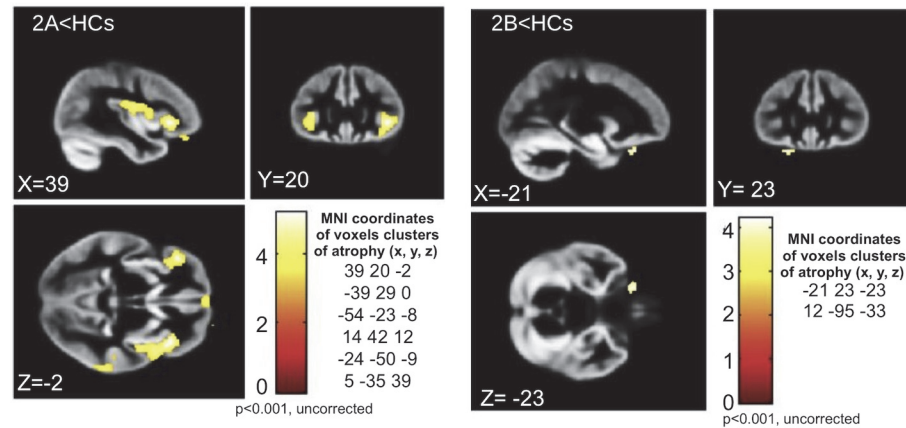 2A<HCs
X=39
Y=20
Z=-2
4
2
0
MNI coordinates
of voxels clusters
of atrophy (x, y, z)
39 20 -2
-39 29 0
-54 -23 -8
14 42 12
-24 -50 -9
5 -35 39
p<0.001, uncorrected
2B<HCs
X=-21
Y= 23
Z= -23
4
3
2
1
0
MNI coordinates
of voxels clusters
of atrophy (x, y, z)
-21 23 -23
12 -95 -33
p<0.001, uncorrected